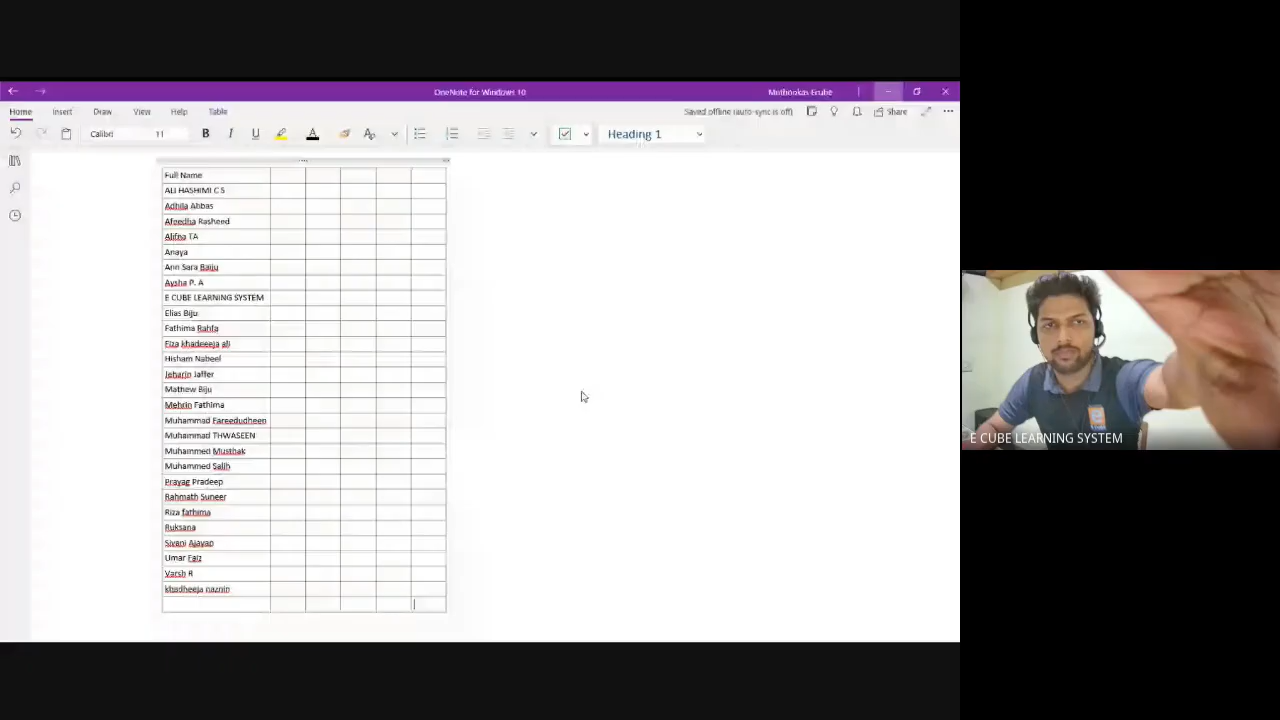 OneNote for Windows 10
Muthookas Ecube
Home Insert Draw View Help Table
Saved offline (auto-sync is off) Share
Calibri 11 B I U A Heading 1
Full Name
ALI HASHIMI C S
Adhila Abbas
Afeedha Rasheed
Alifna TA
Anaya
Ann Sara Baiju
Aysha P. A
E CUBE LEARNING SYSTEM
Elias Biju
Fathima Rahfa
Fiza khadeeja ali
Hisham Nabeel
Jebarin Jaffer
Mathew Biju
Mehrin Fathima
Muhammad Fareedudheen
Muhammad THWASEEN
Muhammed Musthak
Muhammed Salih
Prayag Pradeep
Rahmath Suneer
Riza fathima
Ruksana
Sivani Ajayan
Umar Faiz
Varsh R
khadheeja naznin
E CUBE LEARNING SYSTEM